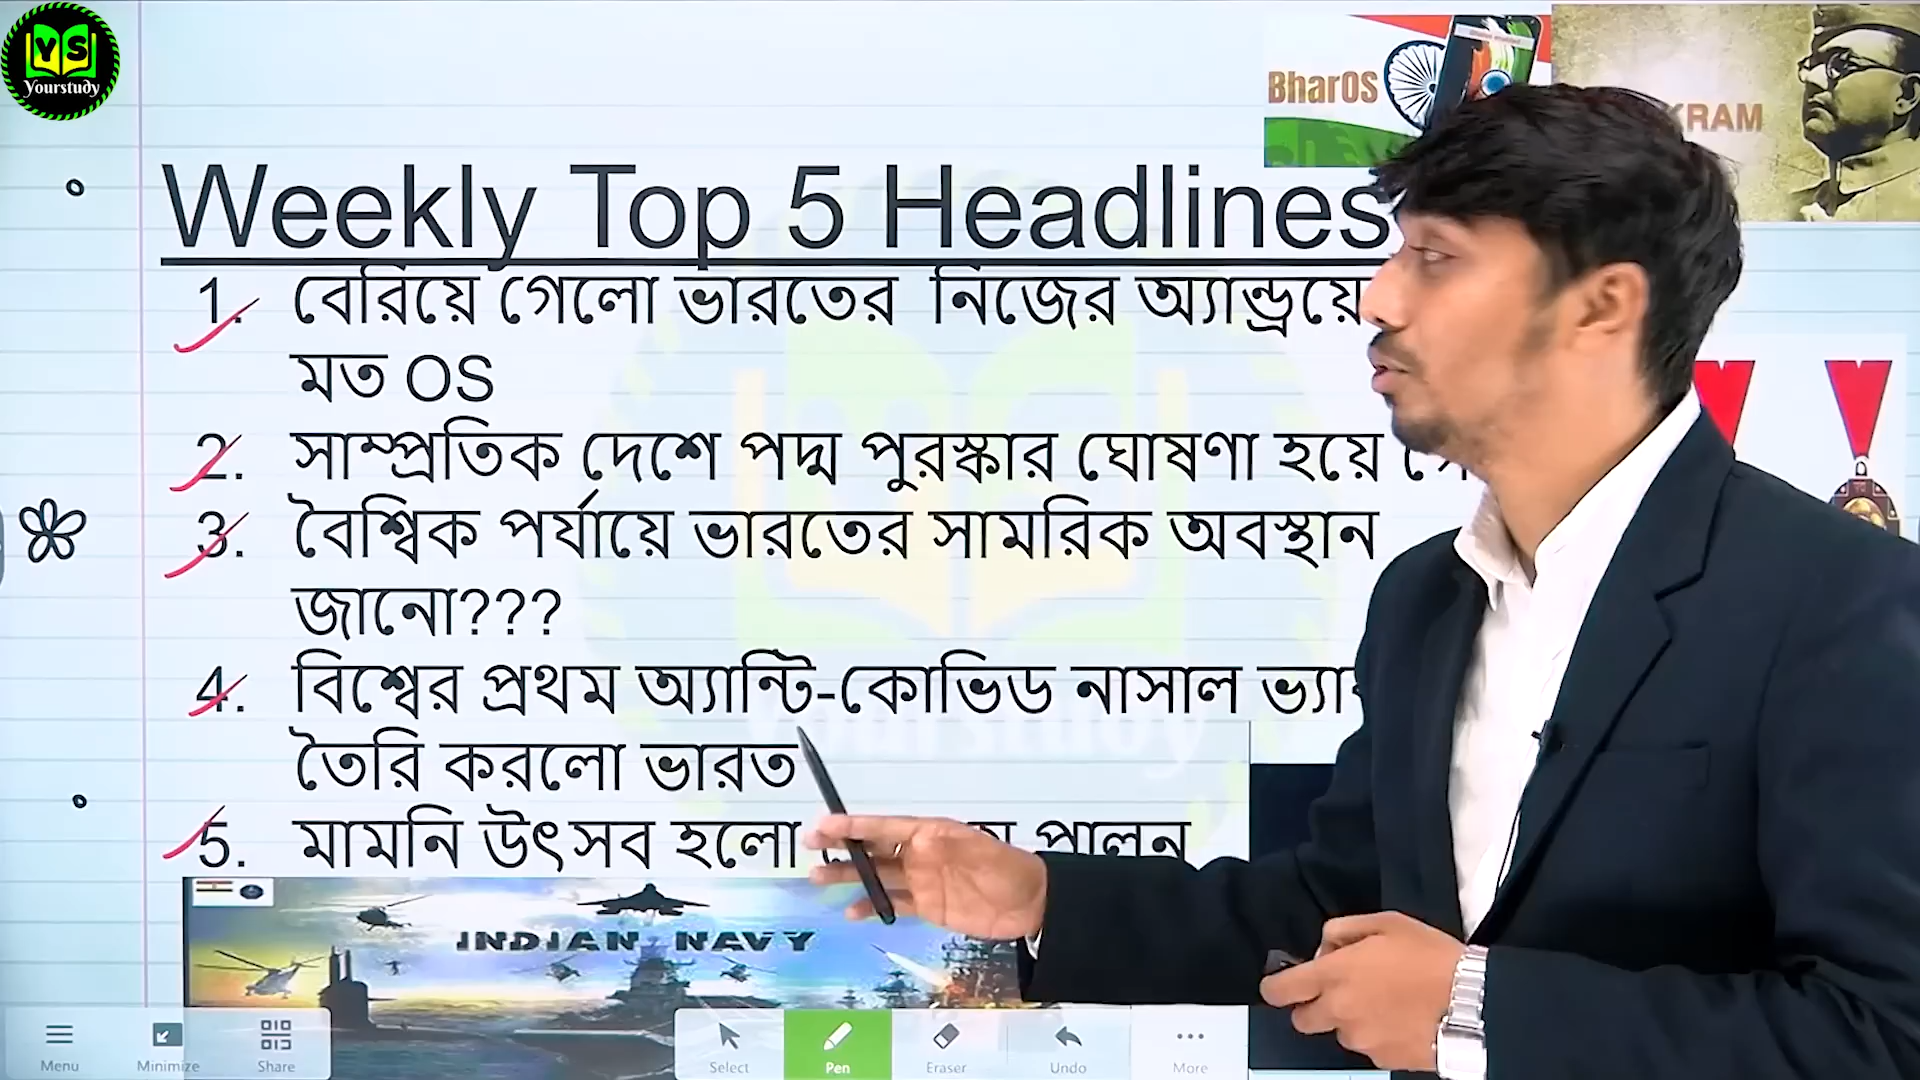 YS
Yourstudy
BharOS
KRAM
Weekly Top 5 Headlines
1. বেরিয়ে গেলো ভারতের নিজের
মত OS
2. সাম্প্রতিক দেশে পদ্ম পুরস্কার ঘোষণা হয়ে
3. বৈশ্বিক পর্যায়ে ভারতের সামরিক অবস্থান
জানো???
4. বিশ্বের প্রথম অ্যান্টি-কোভিড নাসাল
তৈরি করলো ভারত
Yourstudy
5. মামনি উৎসব হলো পালন
INDIAN NAVY
Menu Minimize Share Select Pen Eraser Undo More